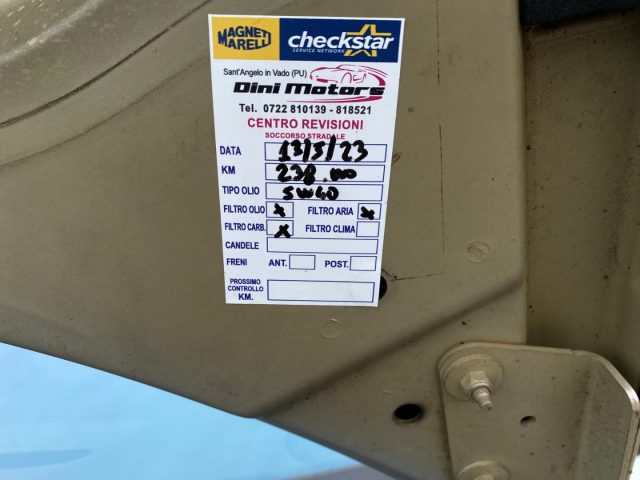 MAGNETI
MARELLI
checkstar
SERVICE NETWORK
Sant'Angelo in Vado (PU)
Dini Motors
Tel. 0722 810139 - 818521
CENTRO REVISIONI
SOCCORSO STRADALE
DATA 13/5/23
KM 238.000
TIPO OLIO 5W40
FILTRO OLIO x FILTRO ARIA x
FILTRO CARB. x FILTRO CLIMA
CANDELE
FRENI ANT. POST.
PROSSIMO
CONTROLLO
KM.